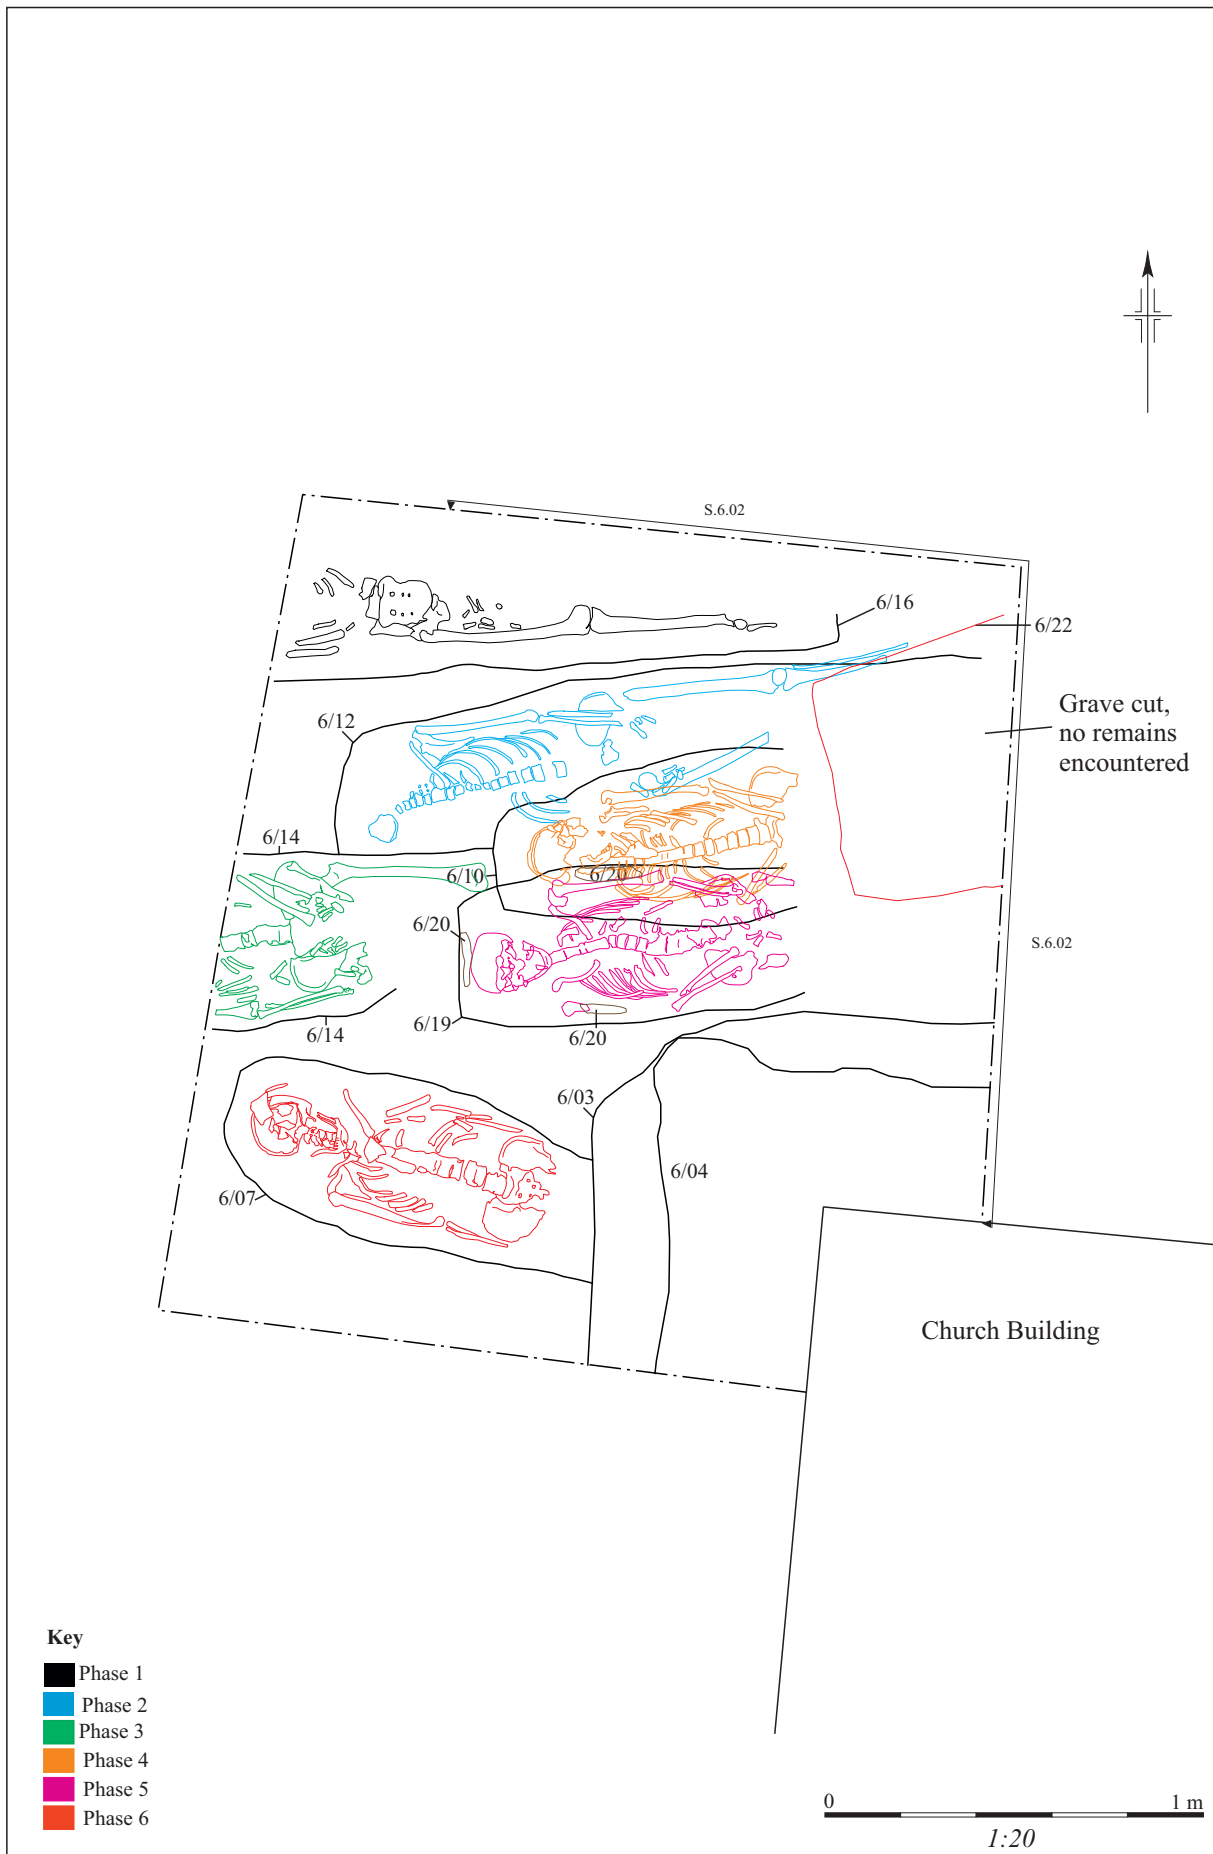 S.6.02
6/16
6/22
Grave cut,
no remains
encountered
6/12
6/14
6/10
6/20
6/20
S.6.02
6/19
6/20
6/14
6/03
6/04
6/07
Church Building
Key
Phase 1
Phase 2
Phase 3
Phase 4
Phase 5
Phase 6
0 1 m
1:20